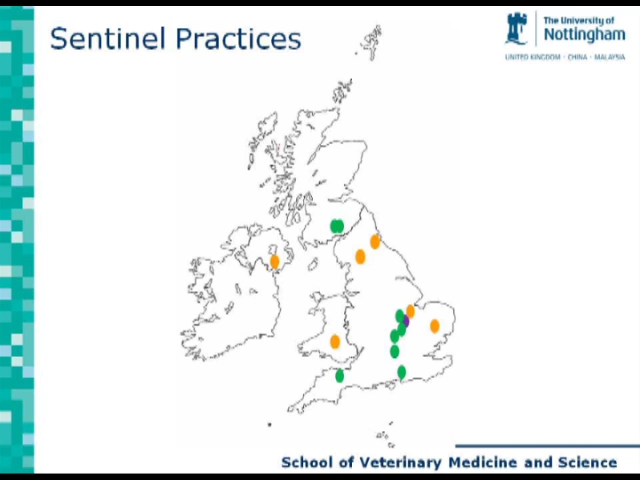 Sentinel Practices
The University of
Nottingham
UNITED KINGDOM · CHINA · MALAYSIA
School of Veterinary Medicine and Science